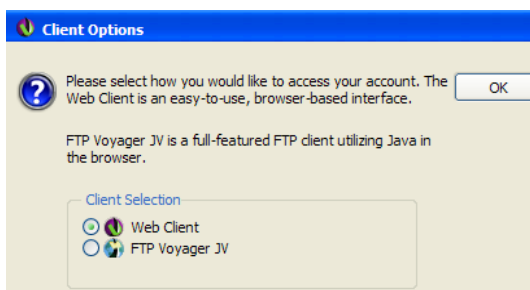 Client Options
Please select how you would like to access your account. The
Web Client is an easy-to-use, browser-based interface.
OK
FTP Voyager JV is a full-featured FTP client utilizing Java in
the browser.
Client Selection
Web Client
FTP Voyager JV